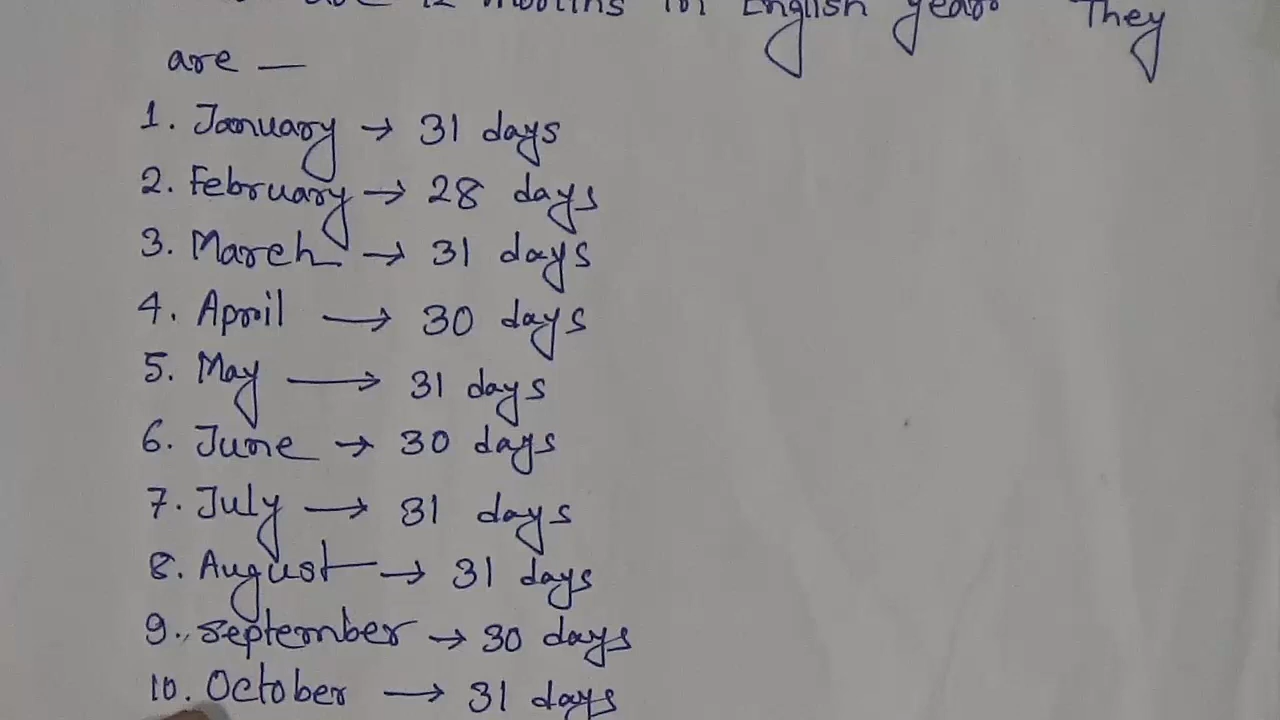 12 months in English year. They
are —
1. January → 31 days
2. February → 28 days
3. March → 31 days
4. April → 30 days
5. May → 31 days
6. June → 30 days
7. July → 31 days
8. August → 31 days
9. September → 30 days
10. October → 31 days